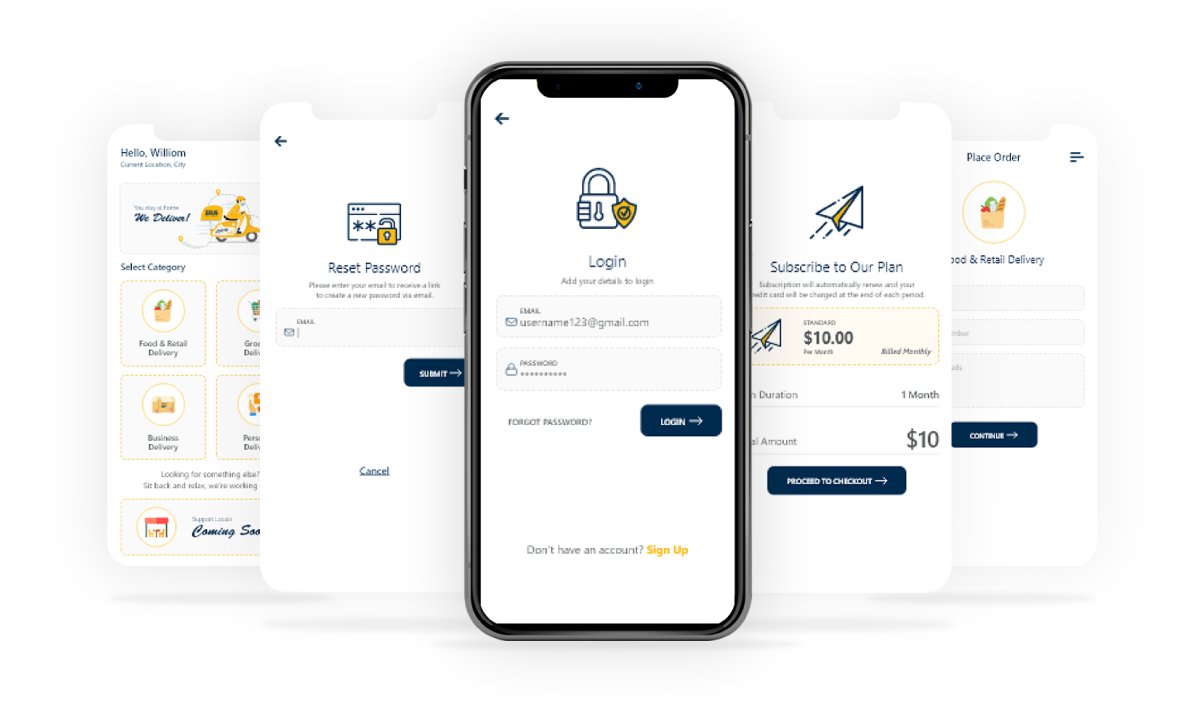 Hello, Williom
Current Location, City
You stay at home
We Deliver!
Select Category
Food & Retail
Delivery
Business
Delivery
Looking for something else?
Sit back and relax, we're working
Support Locals
Coming Soo
Reset Password
Please enter your email to receive a link
to create a new password via email.
EMAIL
SUBMIT
Cancel
Login
Add your details to login
EMAIL
username123@gmail.com
PASSWORD
**********
FORGOT PASSWORD?
LOGIN
Don't have an account? Sign Up
Subscribe to Our Plan
Subscription will automatically renew and your
edit card will be charged at the end of each period.
STANDARD
$10.00
Per Month
Billed Monthly
Duration
1 Month
al Amount
$10
PROCEED TO CHECKOUT
Place Order
ood & Retail Delivery
mber
ails
CONTINUE